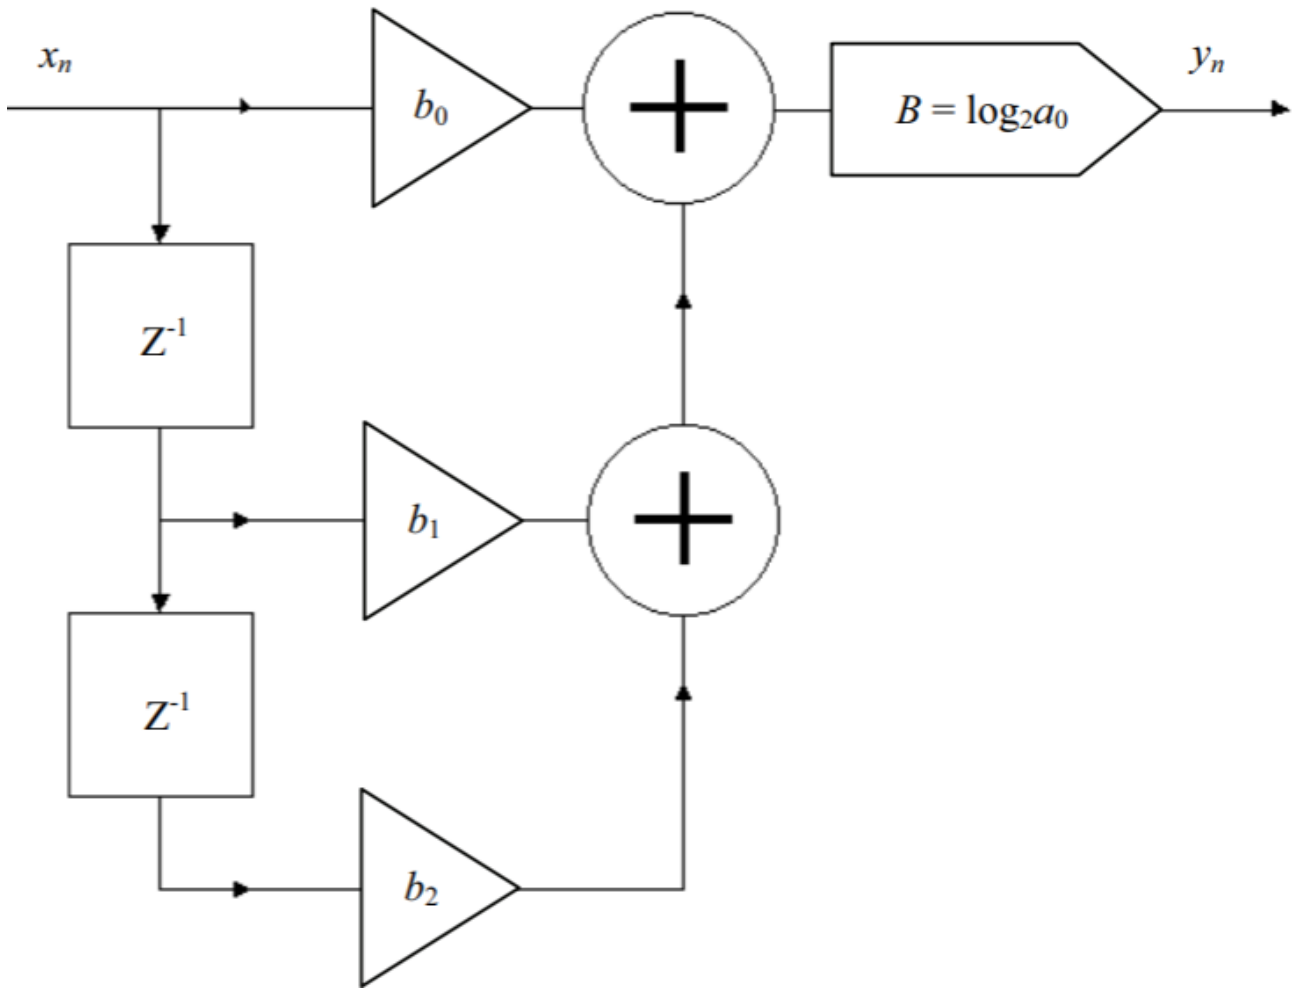 xₙ
b₀
+
B = log₂a₀
yₙ
Z⁻¹
b₁
+
Z⁻¹
b₂